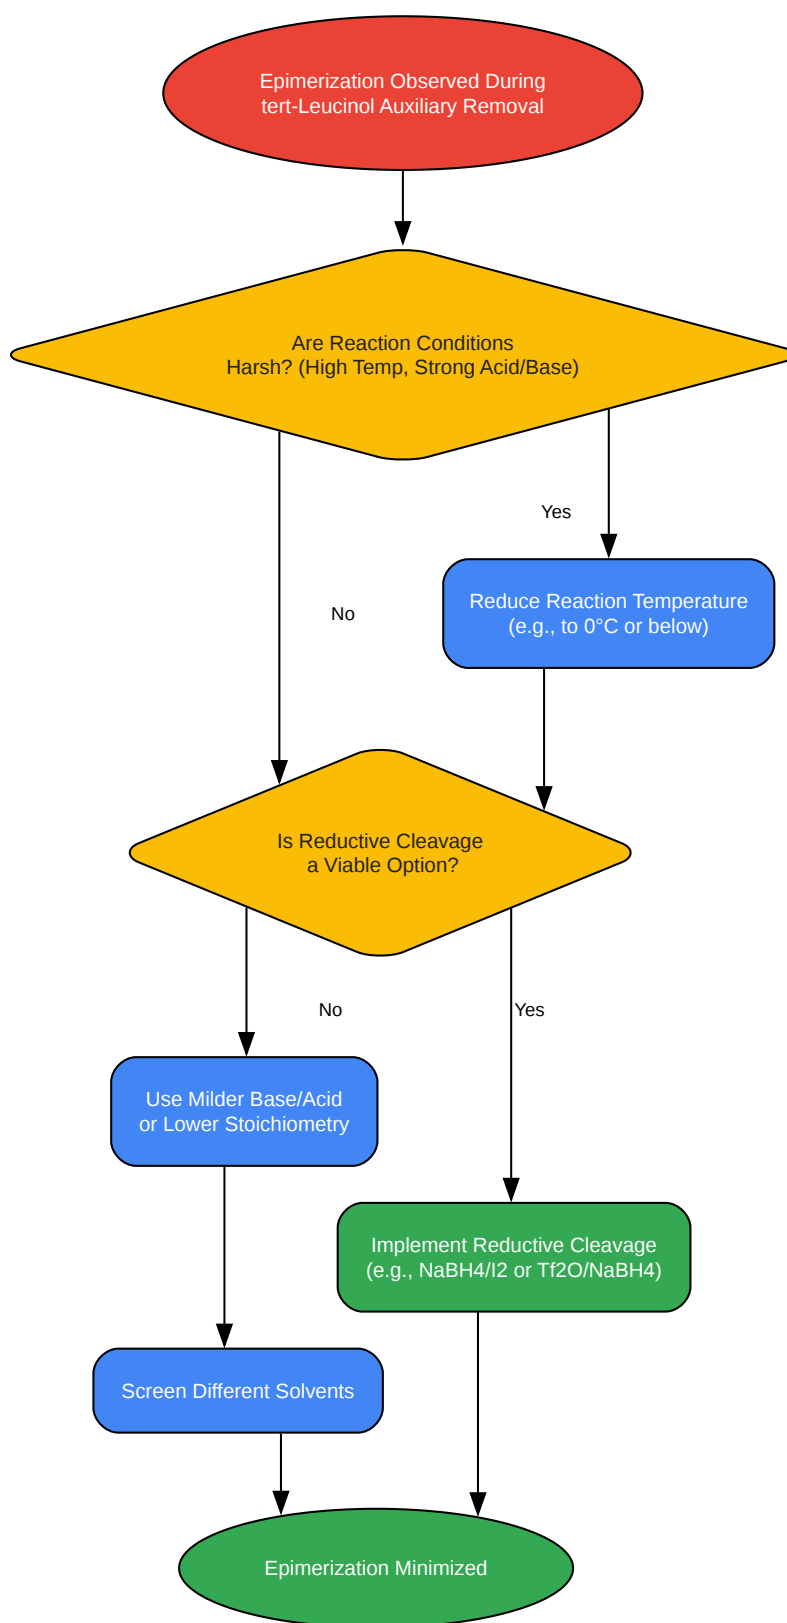 Epimerization Observed During
tert-Leucinol Auxiliary Removal
Are Reaction Conditions
Harsh? (High Temp, Strong Acid/Base)
Yes
Reduce Reaction Temperature
(e.g., to 0°C or below)
No
Is Reductive Cleavage
a Viable Option?
No
Yes
Use Milder Base/Acid
or Lower Stoichiometry
Implement Reductive Cleavage
(e.g., NaBH4/I2 or Tf2O/NaBH4)
Screen Different Solvents
Epimerization Minimized